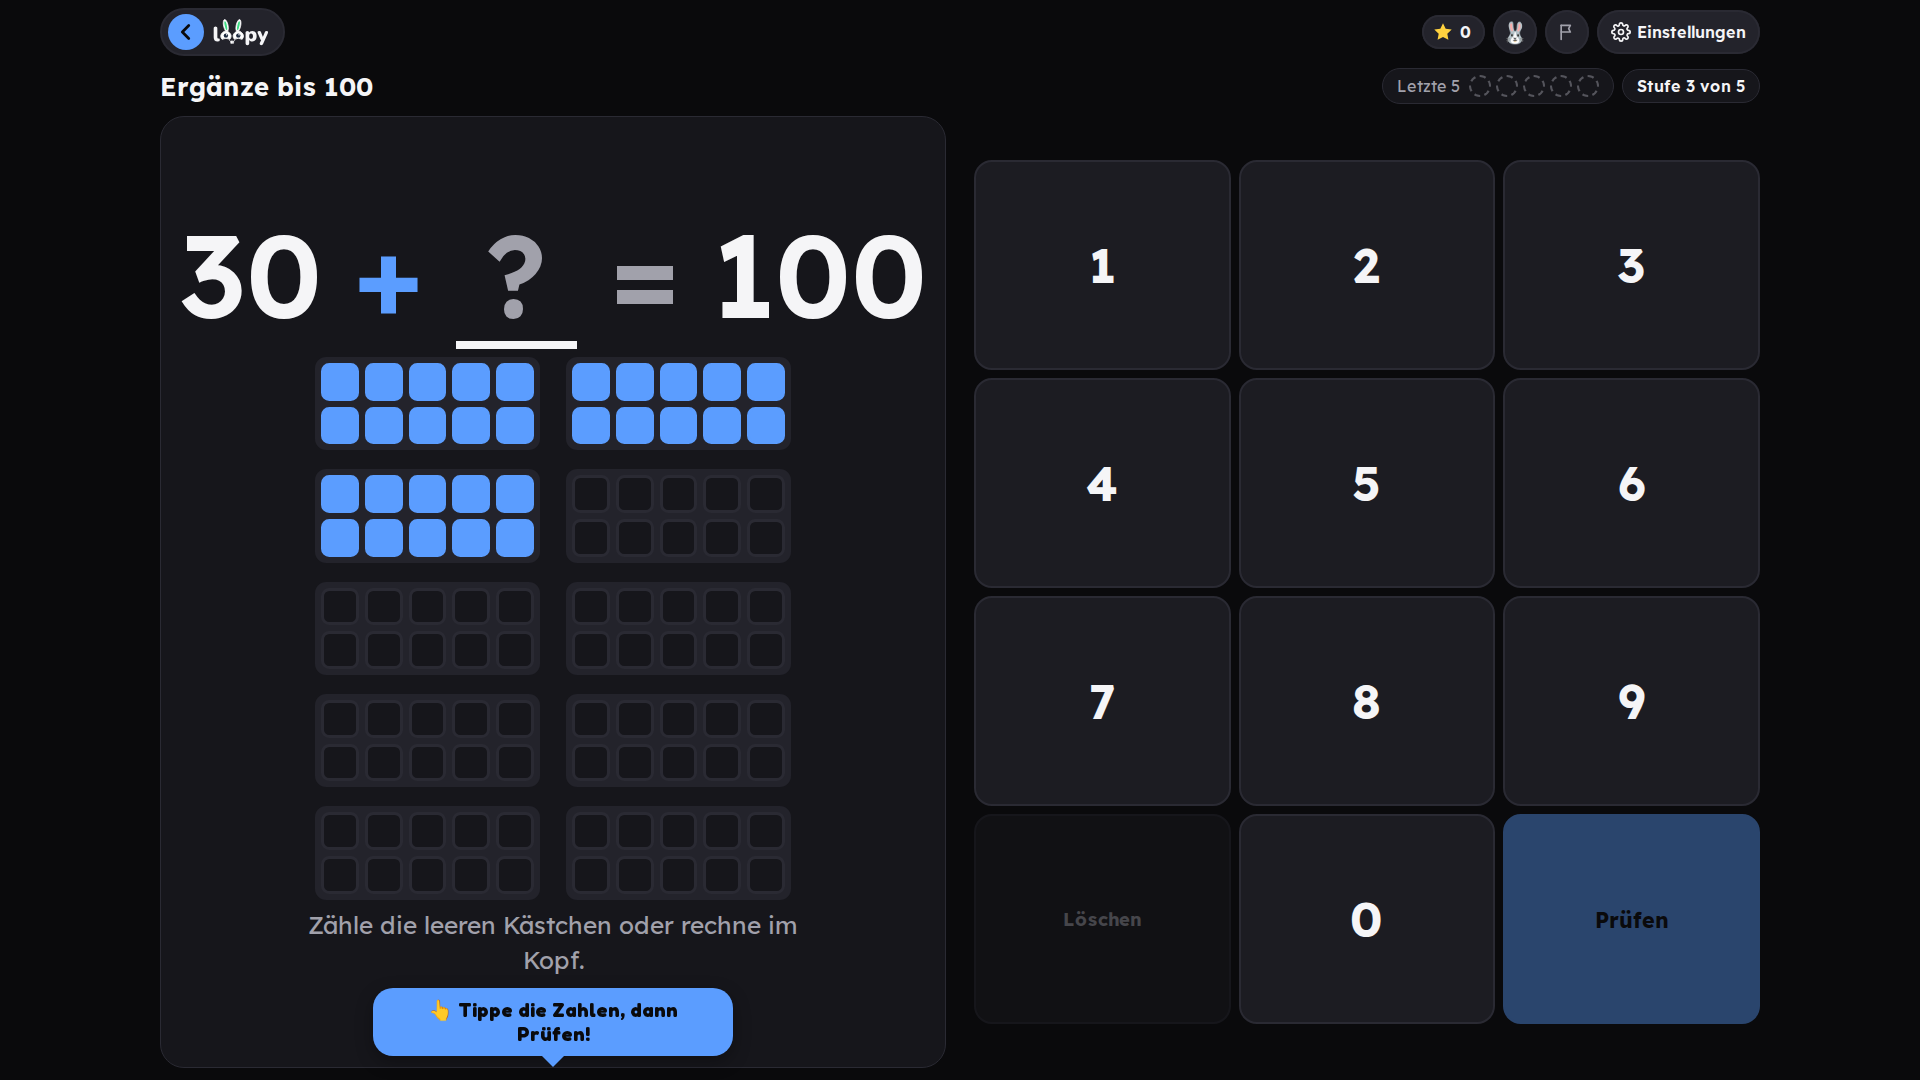 loopy
0
Einstellungen
Ergänze bis 100
Letzte 5
Stufe 3 von 5
30 + ? = 100
Zähle die leeren Kästchen oder rechne im
Kopf.
👆 Tippe die Zahlen, dann
Prüfen!
1 2 3
4 5 6
7 8 9
Löschen 0 Prüfen